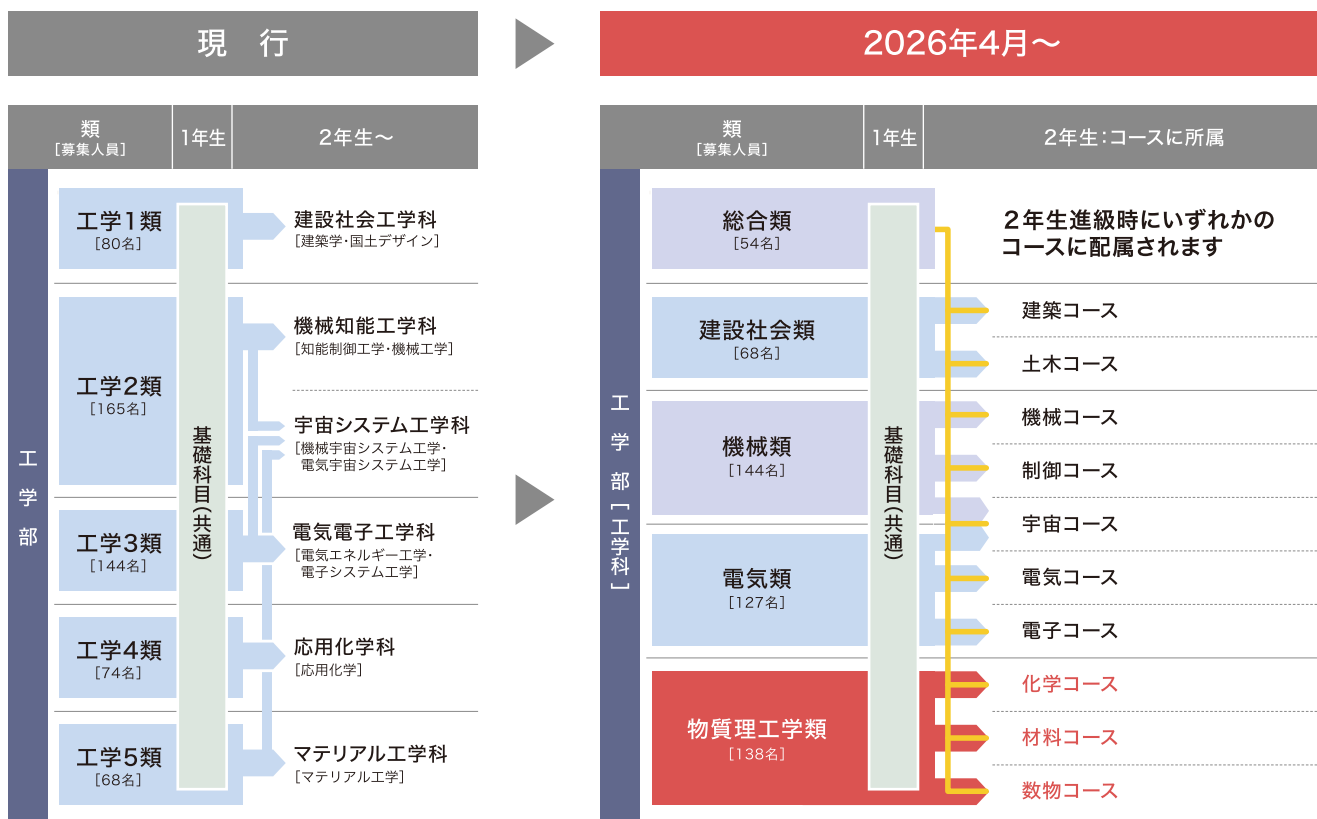 現 行
2026年4月～
類
[募集人員]
1年生
2年生～
工学部
工学1類
[80名]
建設社会工学科
[建築学・国土デザイン]
工学2類
[165名]
機械知能工学科
[知能制御工学・機械工学]
宇宙システム工学科
[機械宇宙システム工学・
電気宇宙システム工学]
基礎科目(共通)
工学3類
[144名]
電気電子工学科
[電気エネルギー工学・
電子システム工学]
工学4類
[74名]
応用化学科
[応用化学]
工学5類
[68名]
マテリアル工学科
[マテリアル工学]
類
[募集人員]
1年生
2年生：コースに所属
工学部[工学科]
総合類
[54名]
2年生進級時にいずれかの
コースに配属されます
建設社会類
[68名]
建築コース
土木コース
機械類
[144名]
基礎科目(共通)
機械コース
制御コース
宇宙コース
電気類
[127名]
電気コース
電子コース
物質理工学類
[138名]
化学コース
材料コース
数物コース